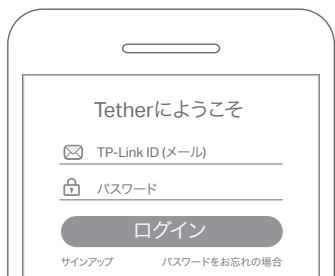 Tetherにようこそ
TP-Link ID (メール)
パスワード
ログイン
サインアップ パスワードをお忘れの場合